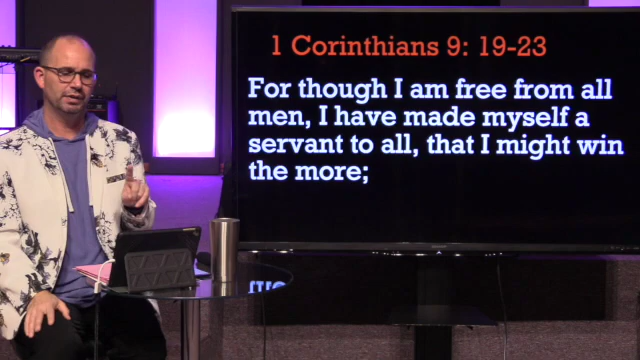 1 Corinthians 9: 19-23
For though I am free from all
men, I have made myself a
servant to all, that I might win
the more;